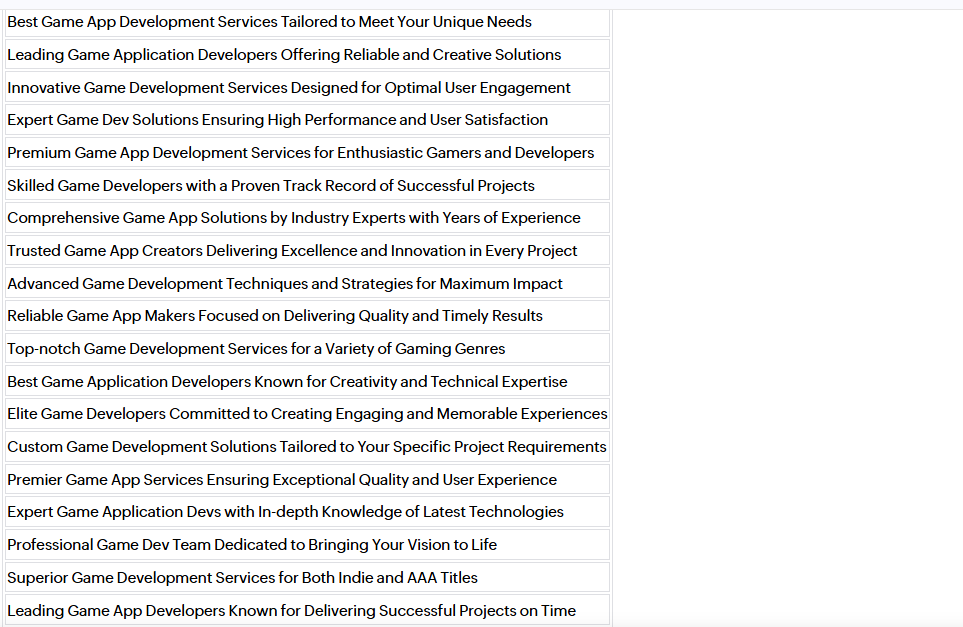 Best Game App Development Services Tailored to Meet Your Unique Needs
Leading Game Application Developers Offering Reliable and Creative Solutions
Innovative Game Development Services Designed for Optimal User Engagement
Expert Game Dev Solutions Ensuring High Performance and User Satisfaction
Premium Game App Development Services for Enthusiastic Gamers and Developers
Skilled Game Developers with a Proven Track Record of Successful Projects
Comprehensive Game App Solutions by Industry Experts with Years of Experience
Trusted Game App Creators Delivering Excellence and Innovation in Every Project
Advanced Game Development Techniques and Strategies for Maximum Impact
Reliable Game App Makers Focused on Delivering Quality and Timely Results
Top-notch Game Development Services for a Variety of Gaming Genres
Best Game Application Developers Known for Creativity and Technical Expertise
Elite Game Developers Committed to Creating Engaging and Memorable Experiences
Custom Game Development Solutions Tailored to Your Specific Project Requirements
Premier Game App Services Ensuring Exceptional Quality and User Experience
Expert Game Application Devs with In-depth Knowledge of Latest Technologies
Professional Game Dev Team Dedicated to Bringing Your Vision to Life
Superior Game Development Services for Both Indie and AAA Titles
Leading Game App Developers Known for Delivering Successful Projects on Time